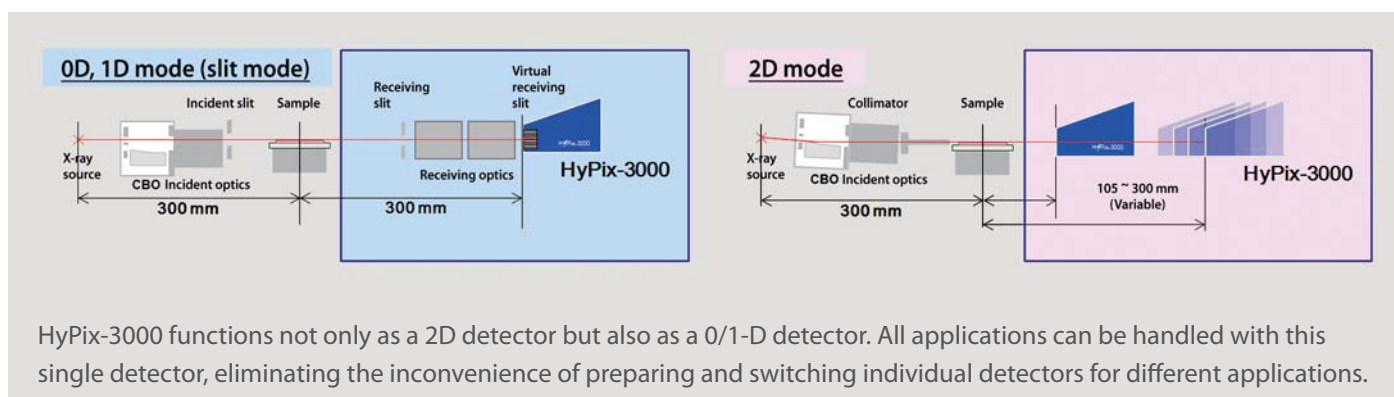 0D, 1D mode (slit mode)
Incident slit
Sample
Receiving
slit
Virtual
receiving
slit
X-ray
source
CBO Incident optics
Receiving optics
HyPix-3000
HyPix-3000
300 mm
300 mm
2D mode
Collimator
Sample
X-ray
source
CBO Incident optics
HyPix-3000
HyPix-3000
300 mm
105 ~ 300 mm
(Variable)
HyPix-3000 functions not only as a 2D detector but also as a 0/1-D detector. All applications can be handled with this
single detector, eliminating the inconvenience of preparing and switching individual detectors for different applications.